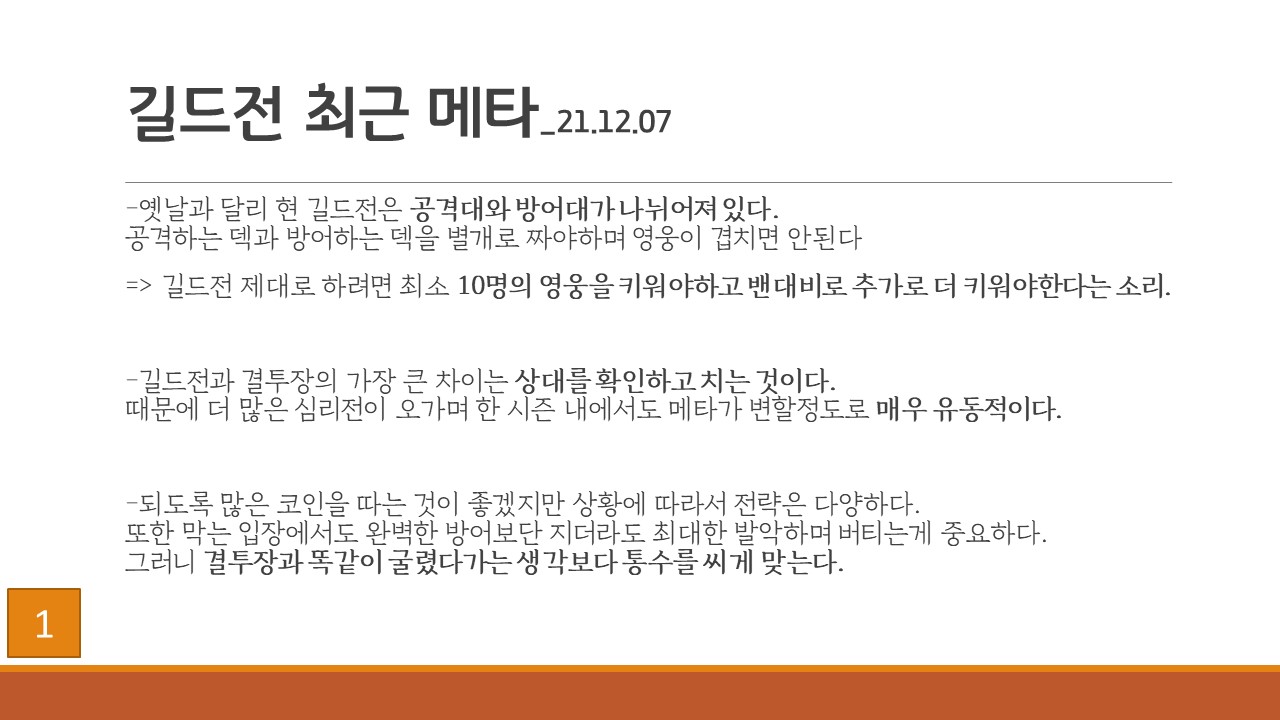 길드전 최근 메타_21.12.07
-옛날과 달리 현 길드전은 공격대와 방어대가 나뉘어져 있다.
공격하는 덱과 방어하는 덱을 별개로 짜야하며 영웅이 겹치면 안된다
=> 길드전 제대로 하려면 최소 10명의 영웅을 키워야하고 밴대비로 추가로 더 키워야한다는 소리.
-길드전과 결투장의 가장 큰 차이는 상대를 확인하고 치는 것이다.
때문에 더 많은 심리전이 오가며 한 시즌 내에서도 메타가 변할정도로 매우 유동적이다.
-되도록 많은 코인을 따는 것이 좋겠지만 상황에 따라서 전략은 다양하다.
또한 막는 입장에서도 완벽한 방어보단 지더라도 최대한 발악하며 버티는게 중요하다.
그러니 결투장과 똑같이 굴렸다가는 생각보다 통수를 씨게 맞는다.
1